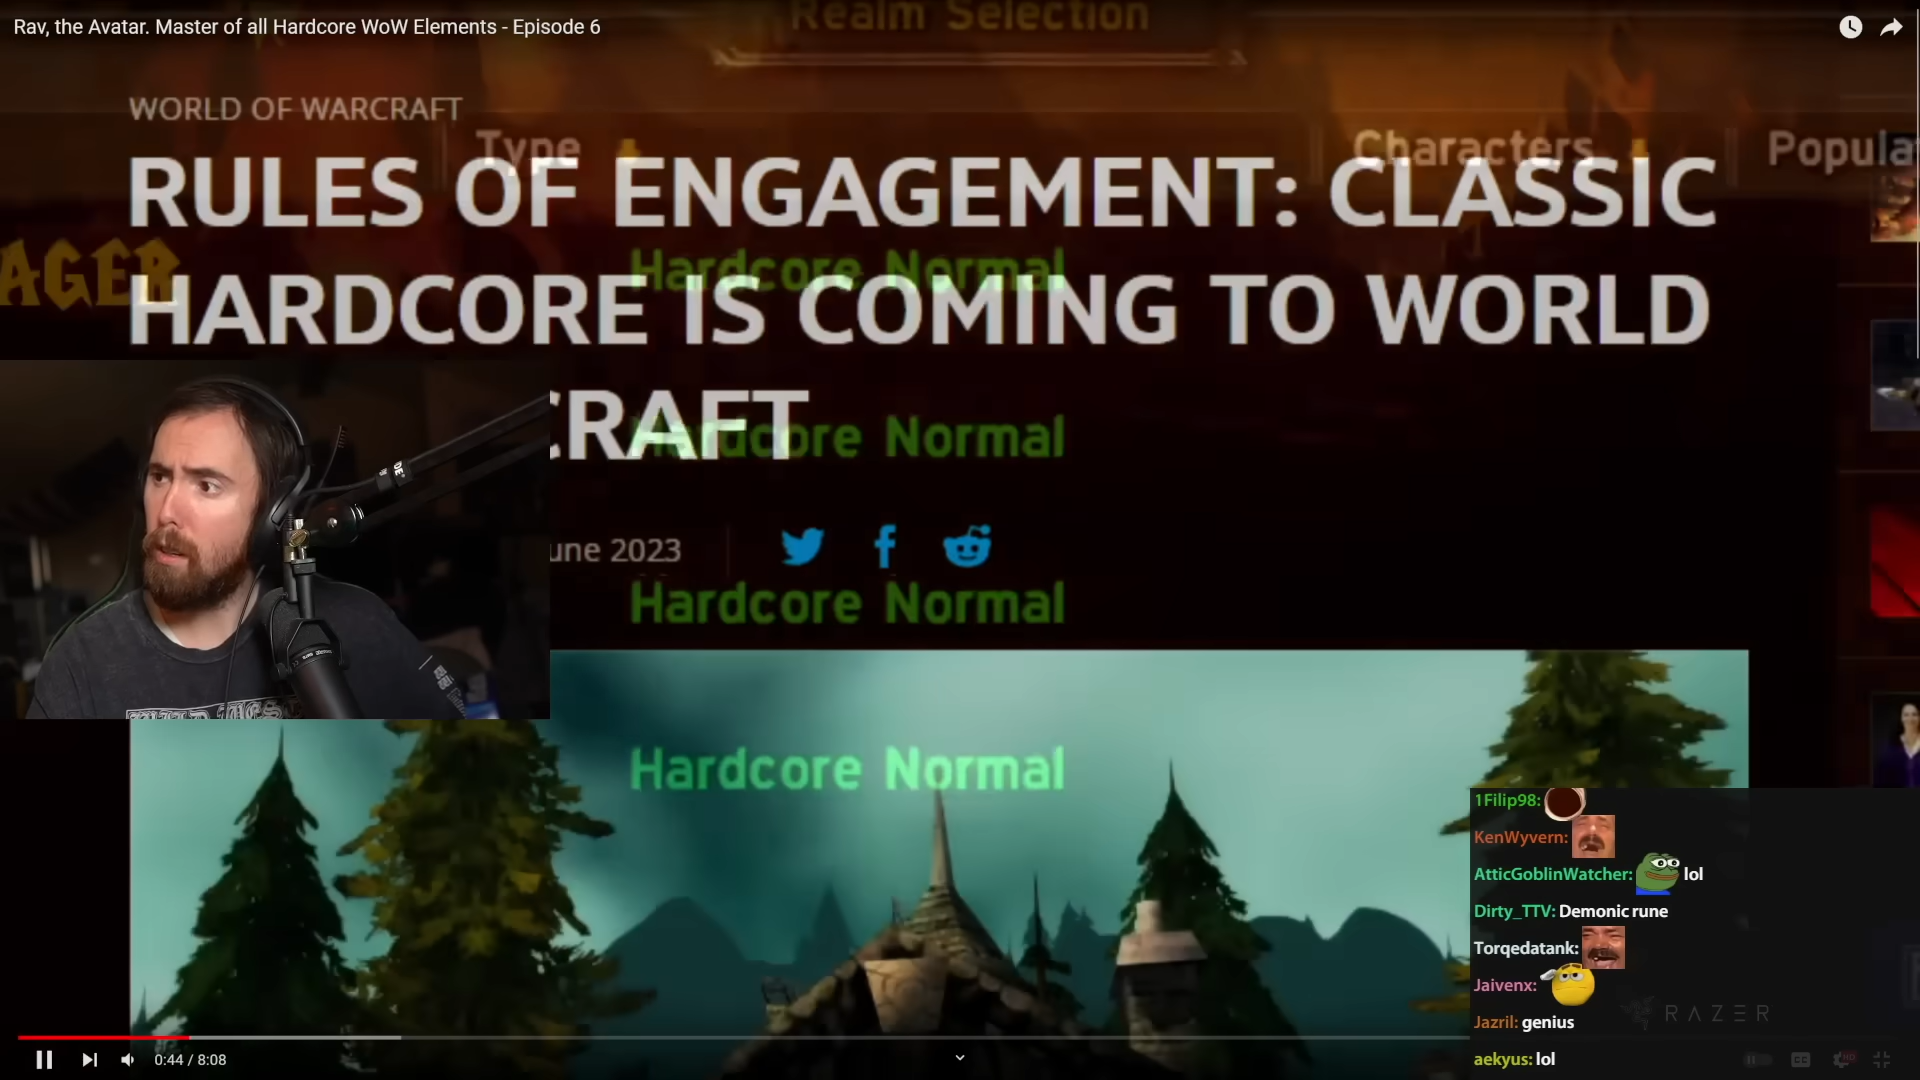 Rav, the Avatar. Master of all Hardcore WoW Elements - Episode 6
Realm Selection
WORLD OF WARCRAFT
Type
Characters
Popula
RULES OF ENGAGEMENT: CLASSIC
AGER
Hardcore Normal
HARDCORE IS COMING TO WORLD
CRAFT
Hardcore Normal
une 2023
Hardcore Normal
Hardcore Normal
1Filip98:
KenWyvern:
AtticGoblinWatcher: lol
Dirty_TTV: Demonic rune
Torqedatank:
Jaivenx:
RAZER
Jazril: genius
aekyus: lol
0:44 / 8:08
CC
HD